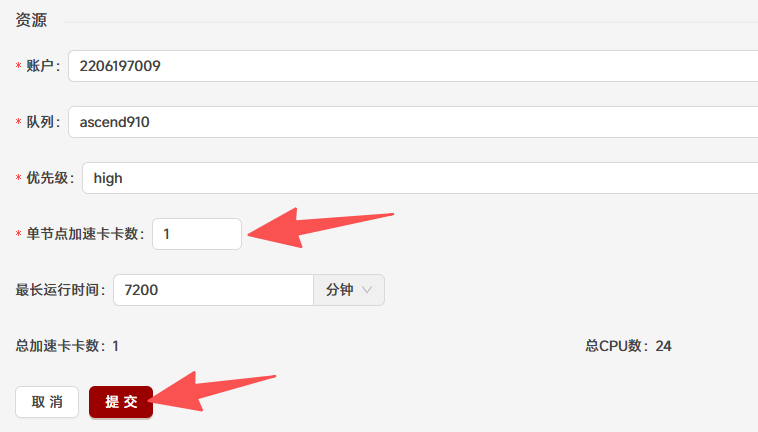 资源
* 账户： 2206197009
* 队列： ascend910
* 优先级： high
* 单节点加速卡卡数： 1
最长运行时间： 7200 分钟
总加速卡卡数：1 总CPU数：24
取 消 提 交